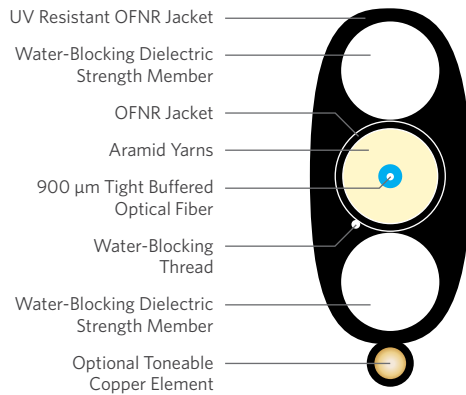 UV Resistant OFNR Jacket
Water-Blocking Dielectric
Strength Member
OFNR Jacket
Aramid Yarns
900 µm Tight Buffered
Optical Fiber
Water-Blocking
Thread
Water-Blocking Dielectric
Strength Member
Optional Toneable
Copper Element